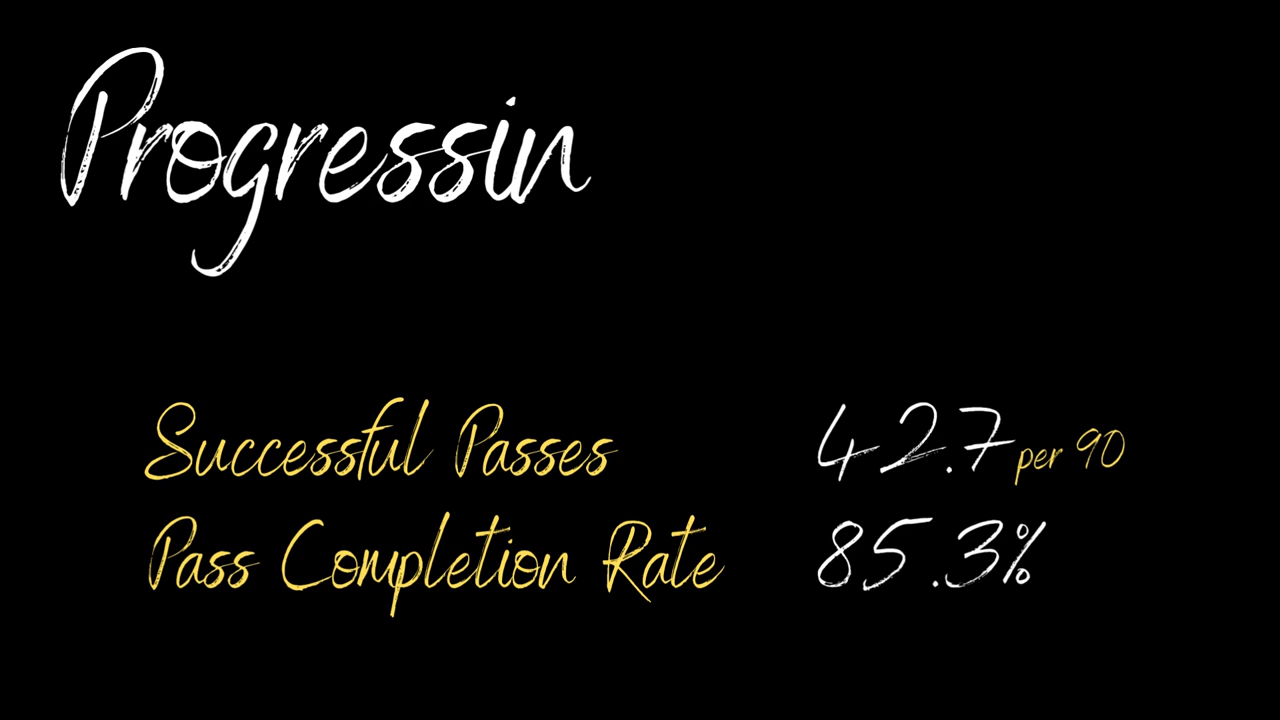 Progressin
Successful Passes 42.7 per 90
Pass Completion Rate 85.3%